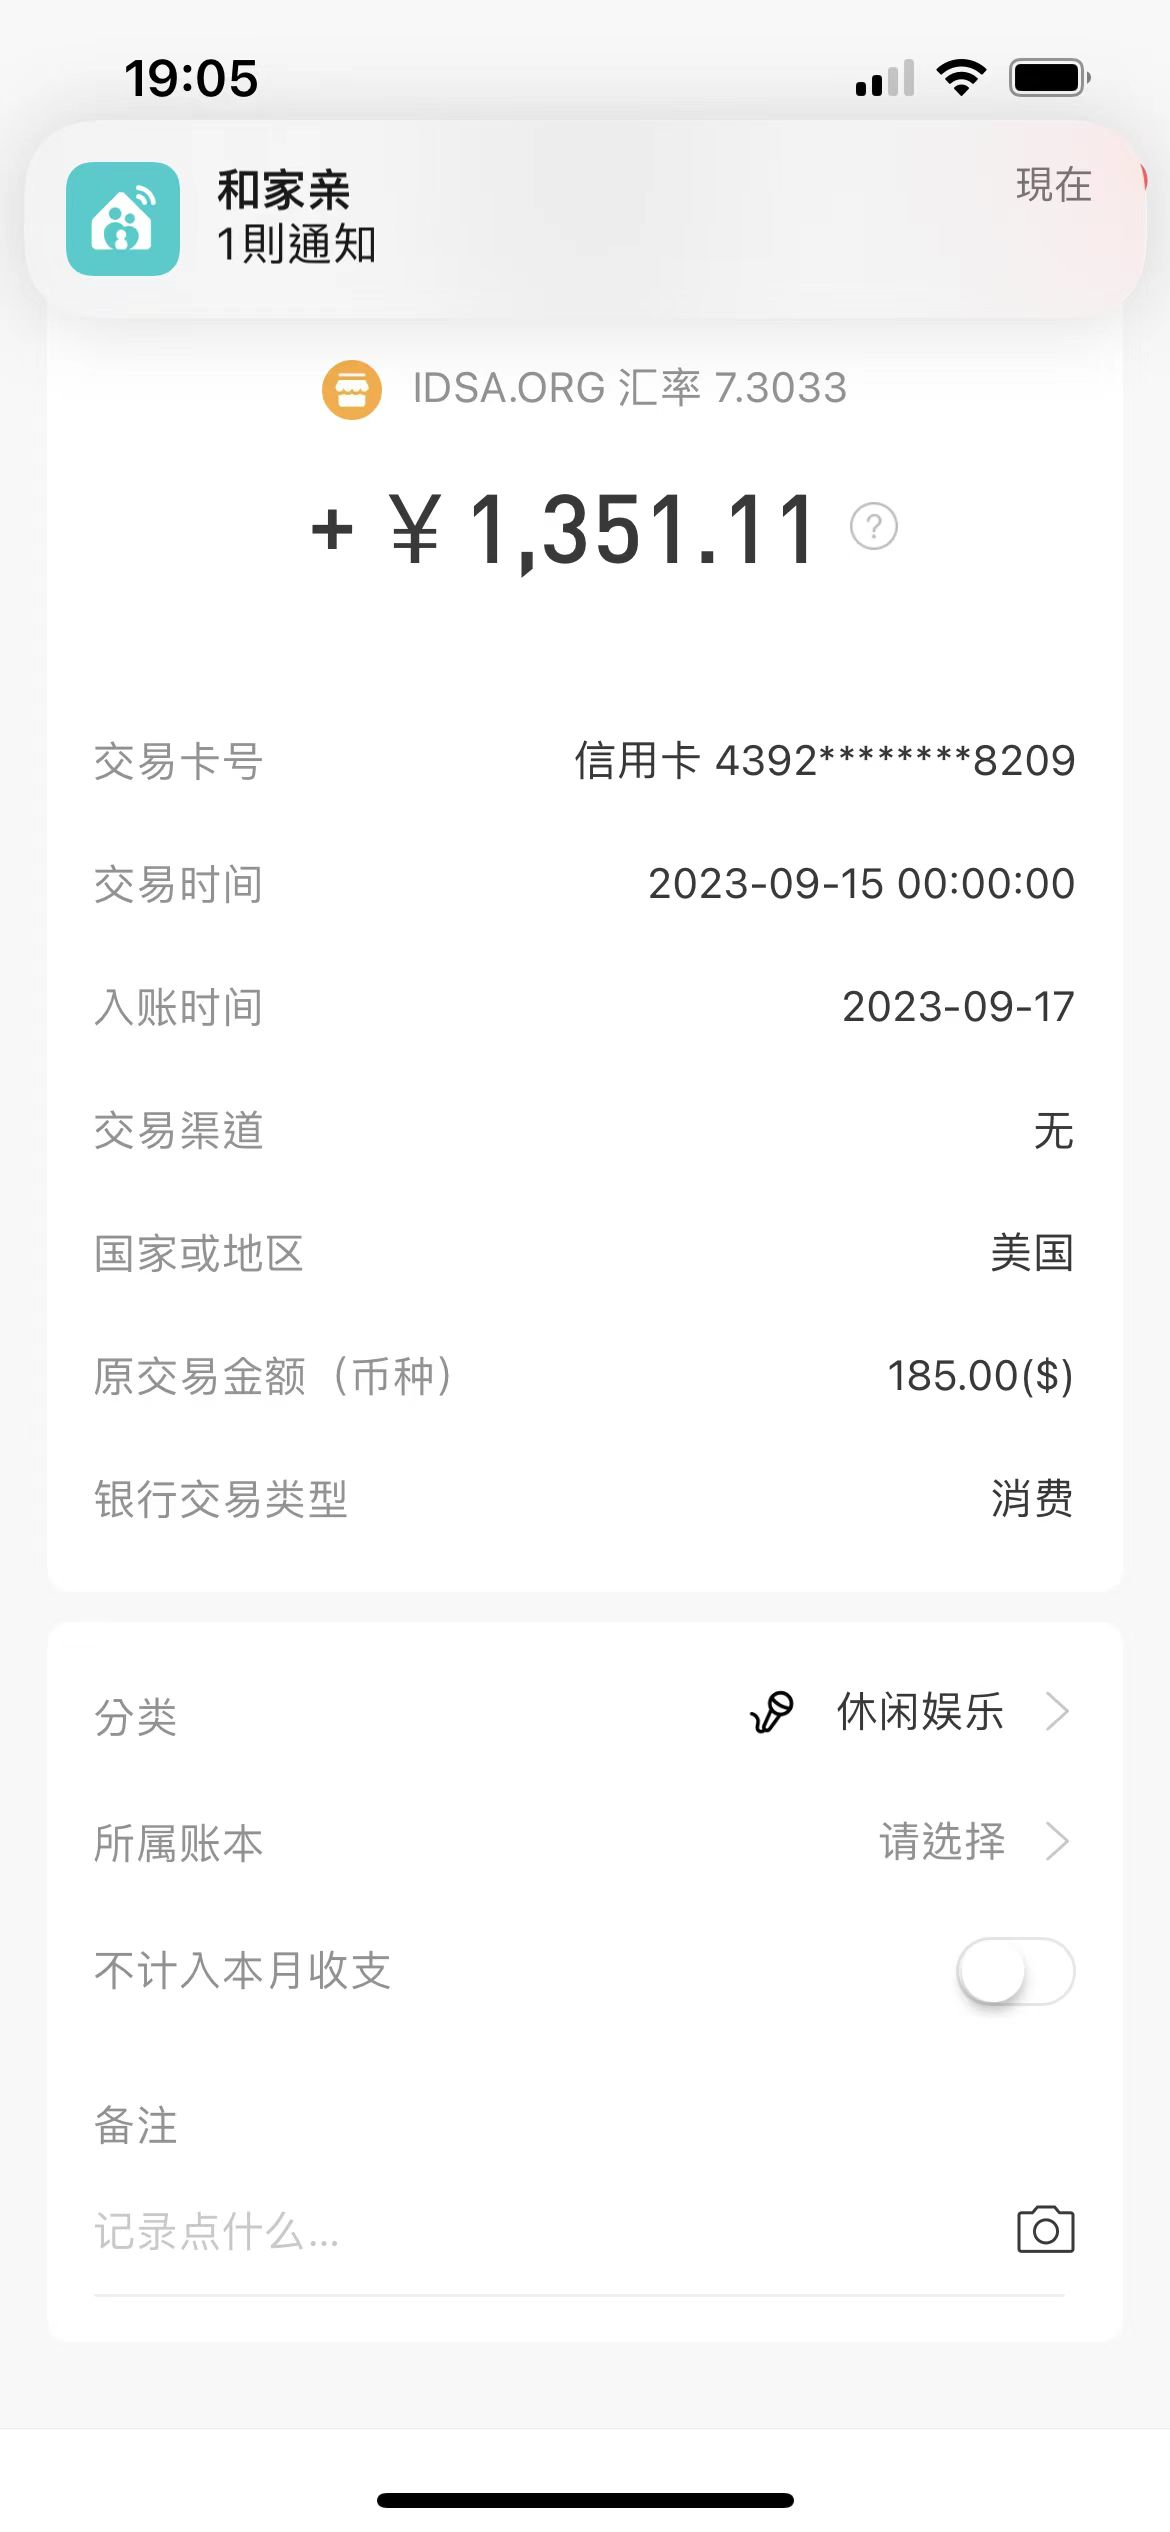 19:05
和家亲
現在
1則通知
IDSA.ORG 汇率 7.3033
+ ¥ 1,351.11 ?
交易卡号 信用卡 4392********8209
交易时间 2023-09-15 00:00:00
入账时间 2023-09-17
交易渠道 无
国家或地区 美国
原交易金额（币种） 185.00($)
银行交易类型 消费
分类 休闲娱乐
所属账本 请选择
不计入本月收支
备注
记录点什么...